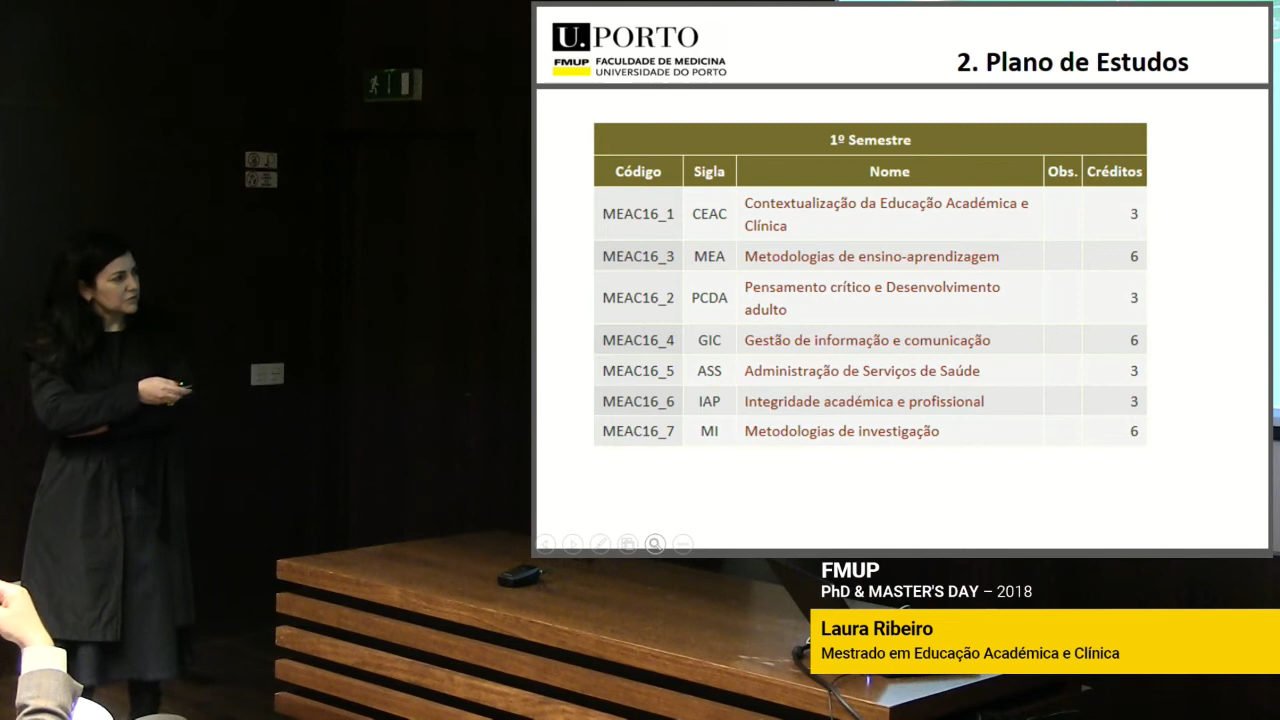 U. PORTO
FMUP FACULDADE DE MEDICINA
UNIVERSIDADE DO PORTO
2. Plano de Estudos
1º Semestre
Código Sigla Nome Obs. Créditos
MEAC16_1 CEAC Contextualização da Educação Académica e Clínica 3
MEAC16_3 MEA Metodologias de ensino-aprendizagem 6
MEAC16_2 PCDA Pensamento crítico e Desenvolvimento adulto 3
MEAC16_4 GIC Gestão de informação e comunicação 6
MEAC16_5 ASS Administração de Serviços de Saúde 3
MEAC16_6 IAP Integridade académica e profissional 3
MEAC16_7 MI Metodologias de investigação 6
FMUP
PhD & MASTER'S DAY – 2018
Laura Ribeiro
Mestrado em Educação Académica e Clínica